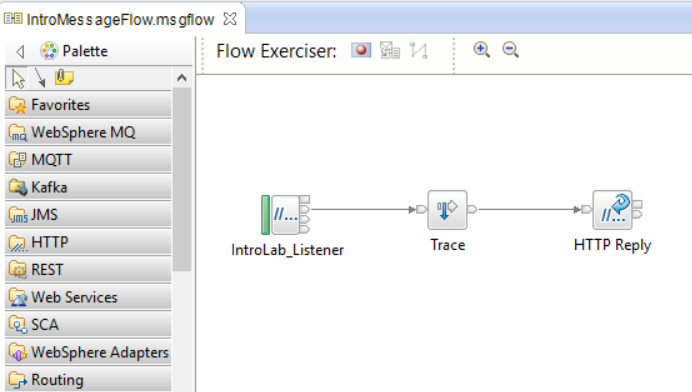 IntroMessageFlow.msgflow
Palette
Flow Exerciser:
Favorites
WebSphere MQ
MQTT
Kafka
JMS
HTTP
REST
Web Services
SCA
WebSphere Adapters
Routing
IntroLab_Listener
Trace
HTTP Reply